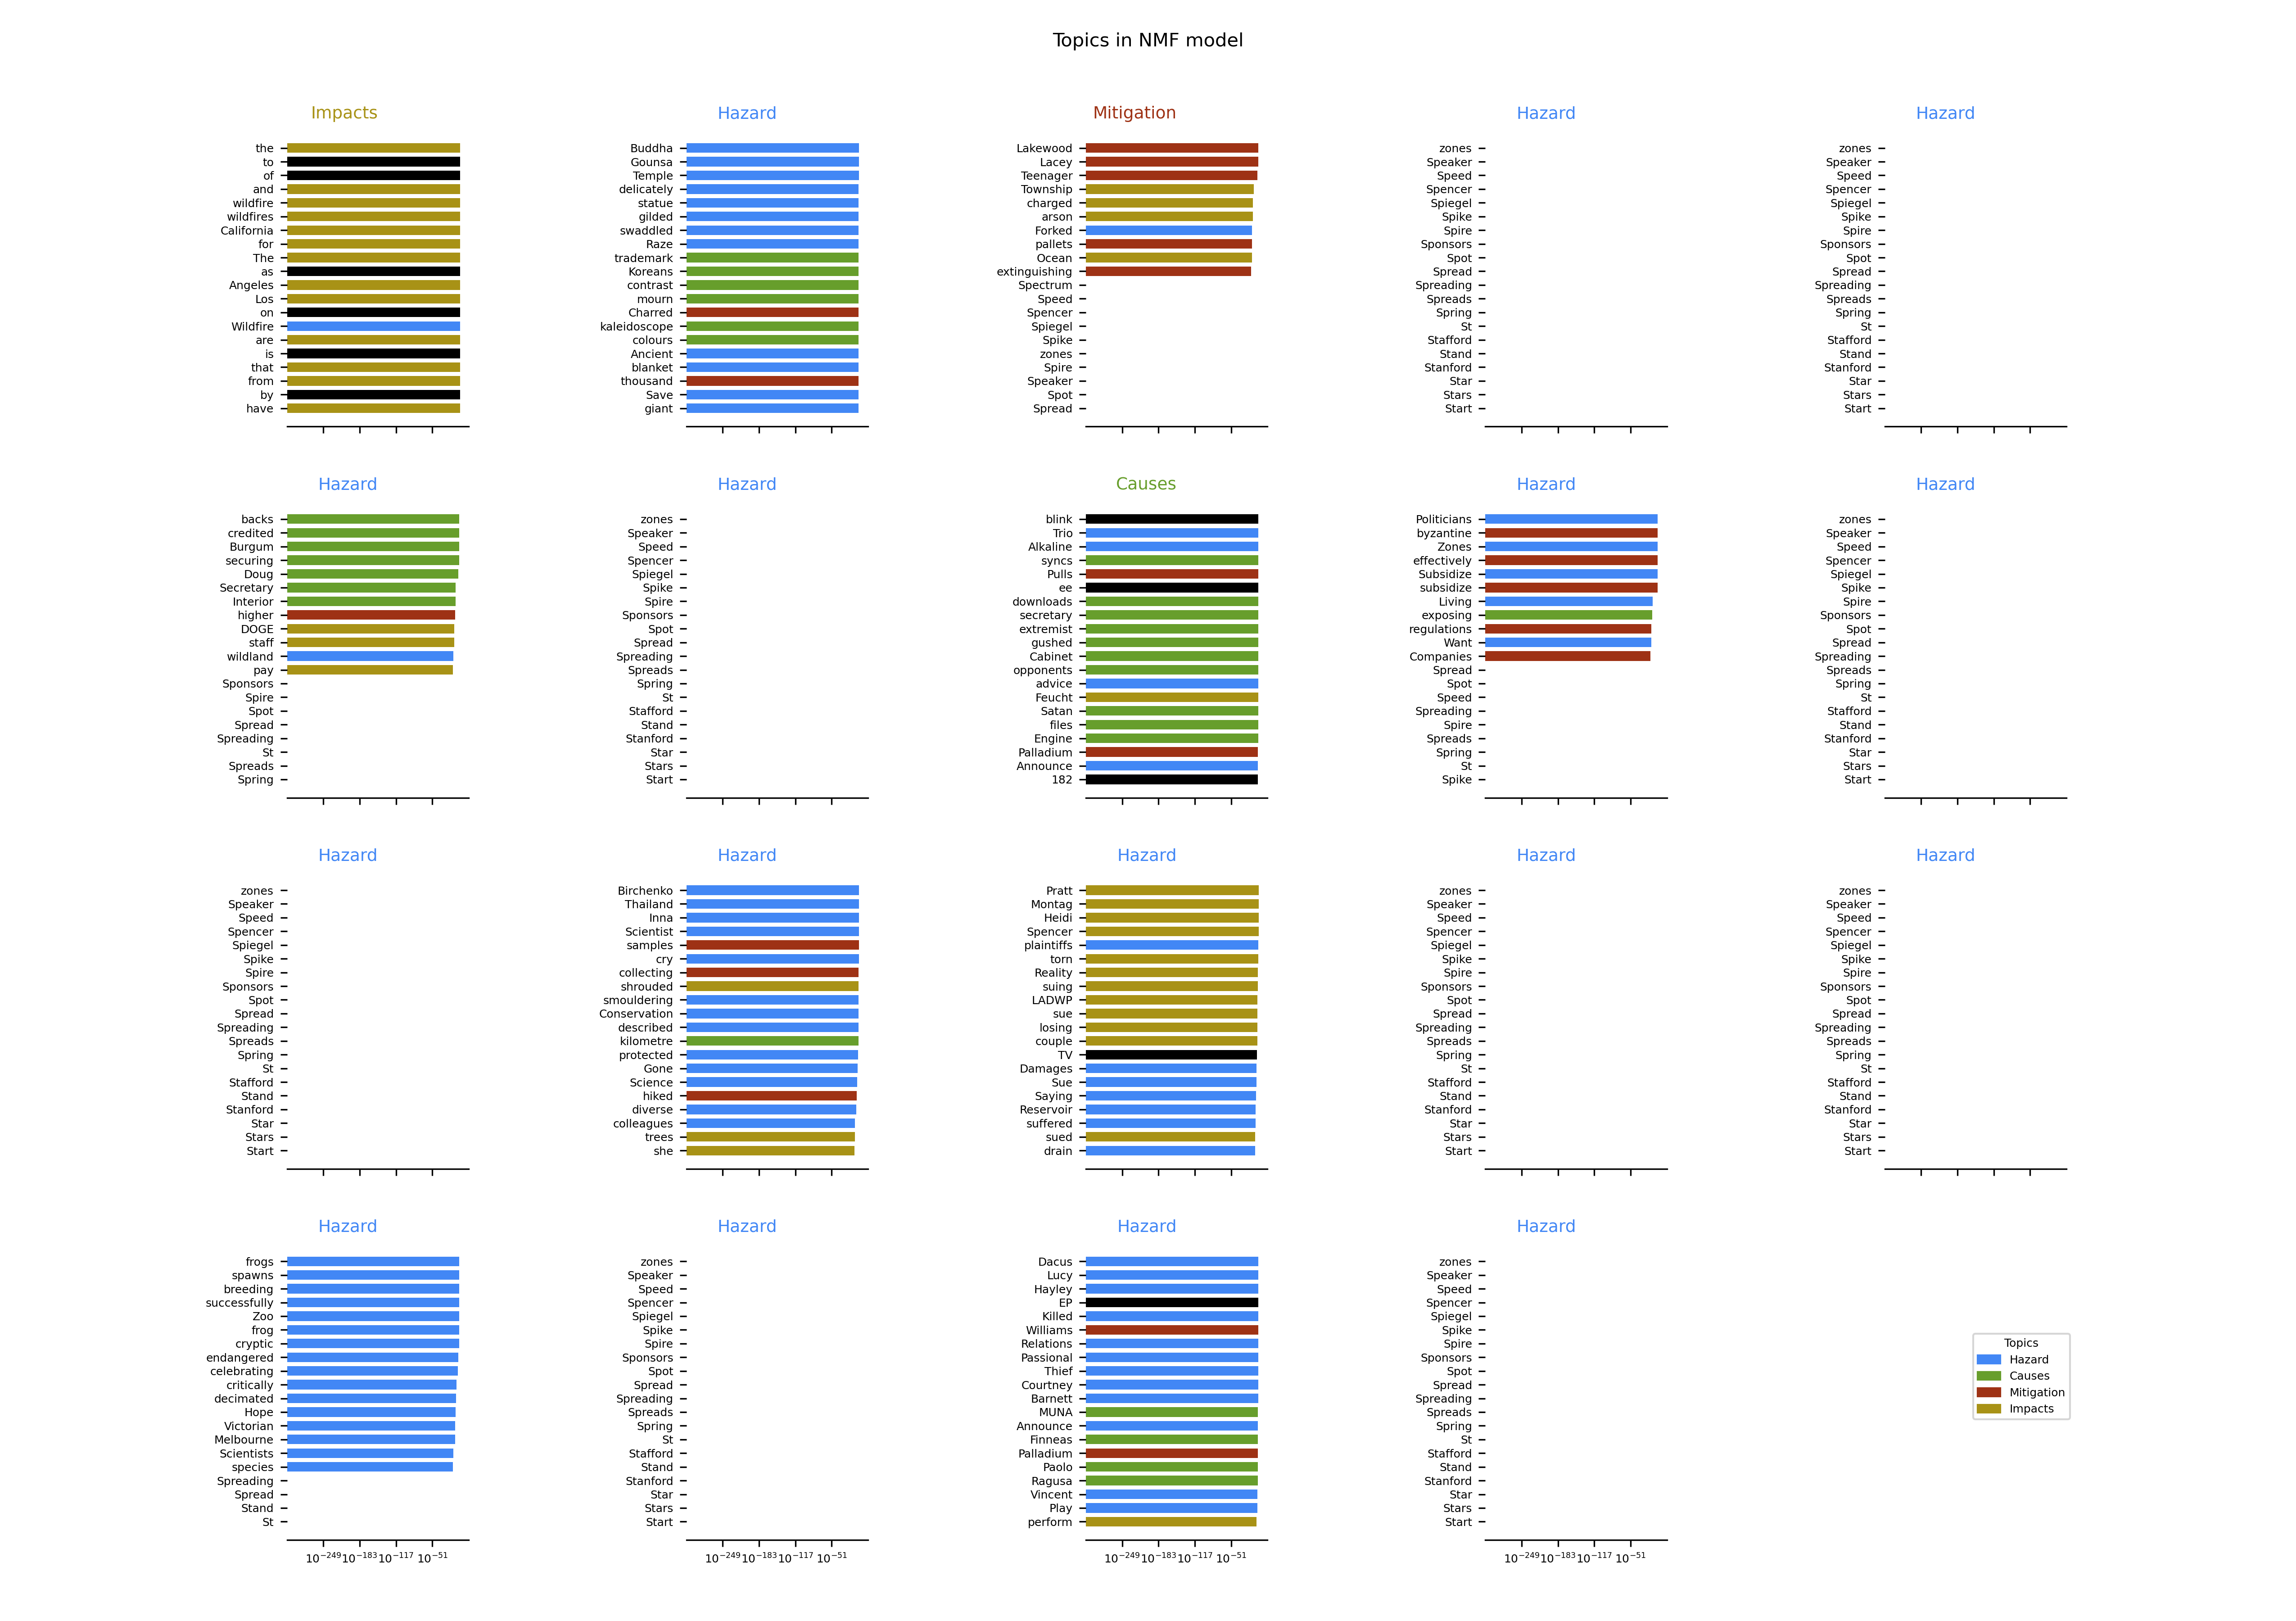 Topics in NMF model
Impacts
the
to
of
and
wildfire
wildfires
California
for
The
as
Angeles
Los
on
Wildfire
are
is
that
from
by
have
Hazard
Buddha
Gounsa
Temple
delicately
statue
gilded
swaddled
Raze
trademark
Koreans
contrast
mourn
Charred
kaleidoscope
colours
Ancient
blanket
thousand
Save
giant
Mitigation
Lakewood
Lacey
Teenager
Township
charged
arson
Forked
pallets
Ocean
extinguishing
Spectrum
Speed
Spencer
Spiegel
Spike
zones
Spire
Speaker
Spot
Spread
Hazard
zones
Speaker
Speed
Spencer
Spiegel
Spike
Spire
Sponsors
Spot
Spread
Spreading
Spreads
Spring
St
Stafford
Stand
Stanford
Star
Stars
Start
Hazard
zones
Speaker
Speed
Spencer
Spiegel
Spike
Spire
Sponsors
Spot
Spread
Spreading
Spreads
Spring
St
Stafford
Stand
Stanford
Star
Stars
Start
Hazard
backs
credited
Burgum
securing
Doug
Secretary
Interior
higher
DOGE
staff
wildland
pay
Sponsors
Spire
Spot
Spread
Spreading
St
Spreads
Spring
Hazard
zones
Speaker
Speed
Spencer
Spiegel
Spike
Spire
Sponsors
Spot
Spread
Spreading
Spreads
Spring
St
Stafford
Stand
Stanford
Star
Stars
Start
Causes
blink
Trio
Alkaline
syncs
Pulls
ee
downloads
secretary
extremist
gushed
Cabinet
opponents
advice
Feucht
Satan
files
Engine
Palladium
Announce
182
Hazard
Politicians
byzantine
Zones
effectively
Subsidize
subsidize
Living
exposing
regulations
Want
Companies
Spread
Spot
Speed
Spreading
Spire
Spreads
Spring
St
Spike
Hazard
zones
Speaker
Speed
Spencer
Spiegel
Spike
Spire
Sponsors
Spot
Spread
Spreading
Spreads
Spring
St
Stafford
Stand
Stanford
Star
Stars
Start
Hazard
zones
Speaker
Speed
Spencer
Spiegel
Spike
Spire
Sponsors
Spot
Spread
Spreading
Spreads
Spring
St
Stafford
Stand
Stanford
Star
Stars
Start
Hazard
Birchenko
Thailand
Inna
Scientist
samples
cry
collecting
shrouded
smouldering
Conservation
described
kilometre
protected
Gone
Science
hiked
diverse
colleagues
trees
she
Hazard
Pratt
Montag
Heidi
Spencer
plaintiffs
torn
Reality
suing
LADWP
sue
losing
couple
TV
Damages
Sue
Saying
Reservoir
suffered
sued
drain
Hazard
zones
Speaker
Speed
Spencer
Spiegel
Spike
Spire
Sponsors
Spot
Spread
Spreading
Spreads
Spring
St
Stafford
Stand
Stanford
Star
Stars
Start
Hazard
zones
Speaker
Speed
Spencer
Spiegel
Spike
Spire
Sponsors
Spot
Spread
Spreading
Spreads
Spring
St
Stafford
Stand
Stanford
Star
Stars
Start
Hazard
frogs
spawns
breeding
successfully
Zoo
frog
cryptic
endangered
celebrating
critically
decimated
Hope
Victorian
Melbourne
Scientists
species
Spreading
Spread
Stand
St
10⁻²⁴⁹ 10⁻¹⁸³ 10⁻¹¹⁷ 10⁻⁵¹
Hazard
zones
Speaker
Speed
Spencer
Spiegel
Spike
Spire
Sponsors
Spot
Spread
Spreading
Spreads
Spring
St
Stafford
Stand
Stanford
Star
Stars
Start
10⁻²⁴⁹ 10⁻¹⁸³ 10⁻¹¹⁷ 10⁻⁵¹
Hazard
Dacus
Lucy
Hayley
EP
Killed
Williams
Relations
Passional
Thief
Courtney
Barnett
MUNA
Announce
Finneas
Palladium
Paolo
Ragusa
Vincent
Play
perform
10⁻²⁴⁹ 10⁻¹⁸³ 10⁻¹¹⁷ 10⁻⁵¹
Hazard
zones
Speaker
Speed
Spencer
Spiegel
Spike
Spire
Sponsors
Spot
Spread
Spreading
Spreads
Spring
St
Stafford
Stand
Stanford
Star
Stars
Start
10⁻²⁴⁹ 10⁻¹⁸³ 10⁻¹¹⁷ 10⁻⁵¹
Topics
Hazard
Causes
Mitigation
Impacts